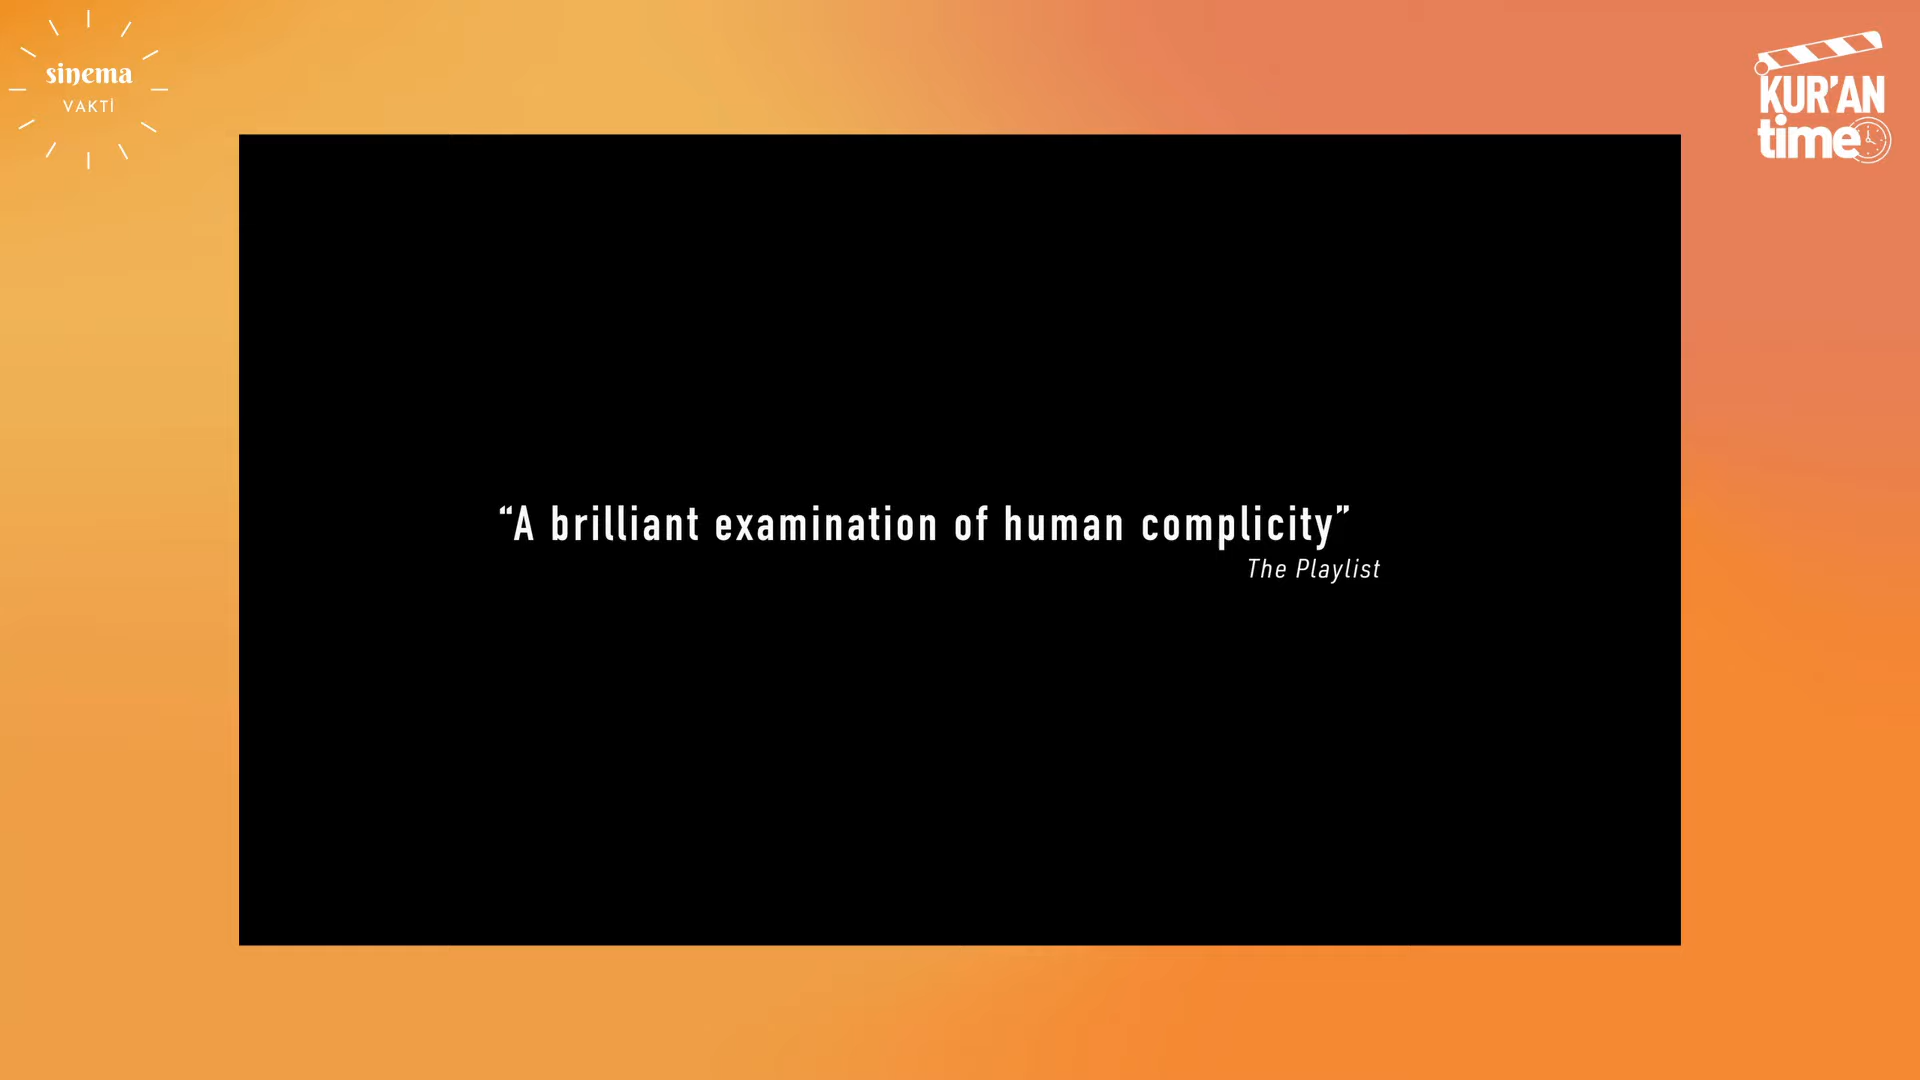 sinema
VAKTİ
KUR'AN
time
“A brilliant examination of human complicity”
The Playlist